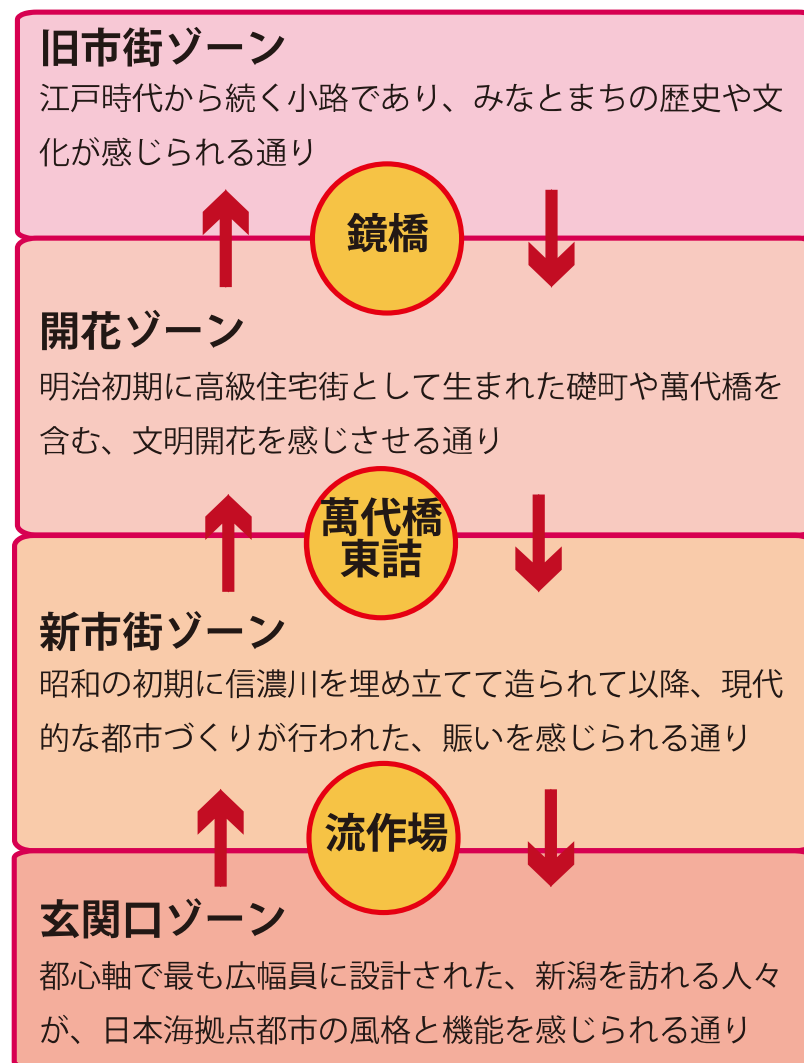 旧市街ゾーン
江戸時代から続く小路であり、みなとまちの歴史や文
化が感じられる通り
鏡橋
開花ゾーン
明治初期に高級住宅街として生まれた礎町や萬代橋を
含む、文明開花を感じさせる通り
萬代橋
東詰
新市街ゾーン
昭和の初期に信濃川を埋め立てて造られて以降、現代
的な都市づくりが行われた、賑いを感じられる通り
流作場
玄関口ゾーン
都心軸で最も広幅員に設計された、新潟を訪れる人々
が、日本海拠点都市の風格と機能を感じられる通り